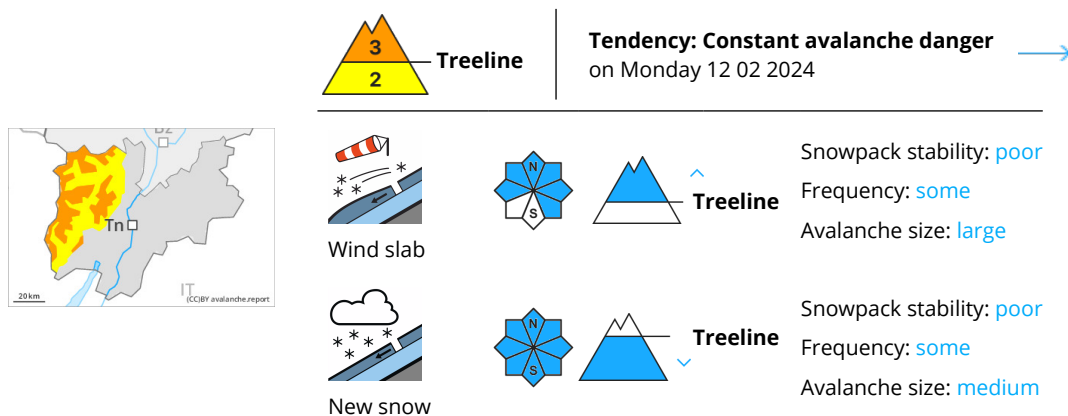 3
2
Treeline
Tendency: Constant avalanche danger
on Monday 12 02 2024
Tn
IT
20 km
(CC)BY avalanche.report
N
S
Treeline
Wind slab
Snowpack stability: poor
Frequency: some
Avalanche size: large
N
S
Treeline
New snow
Snowpack stability: poor
Frequency: some
Avalanche size: medium